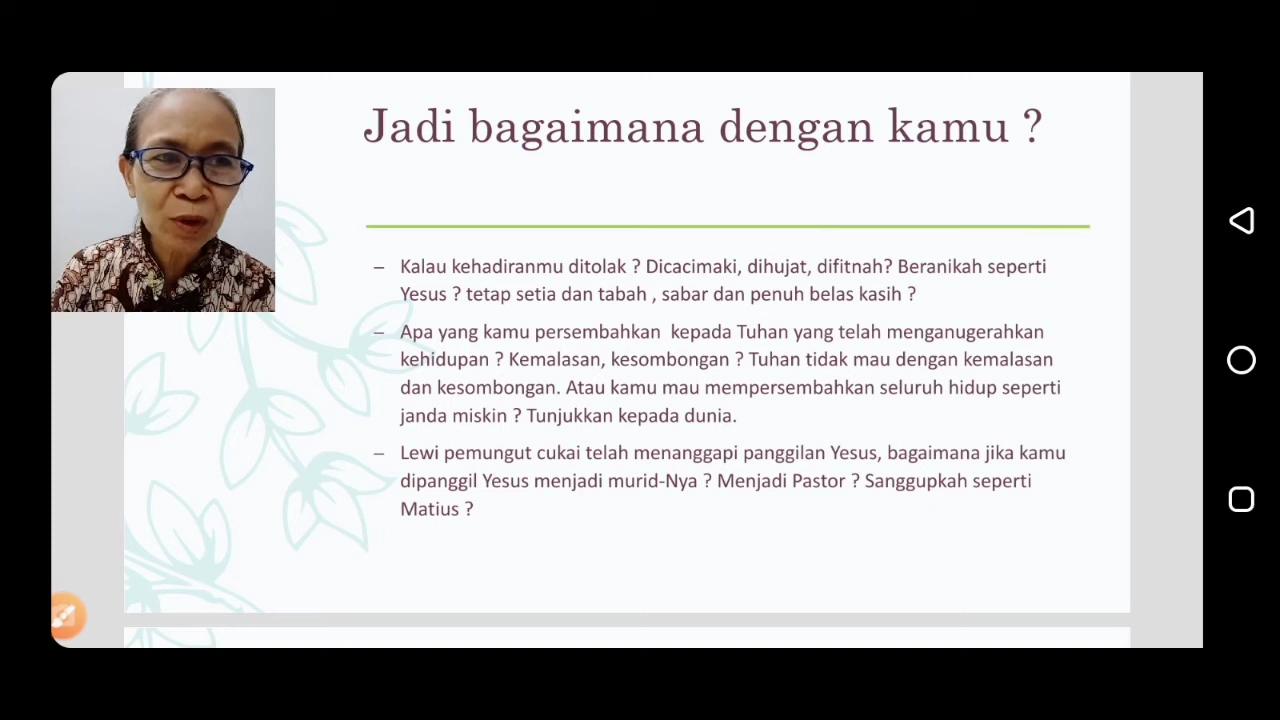 Jadi bagaimana dengan kamu ?
– Kalau kehadiranmu ditolak ? Dicacimaki, dihujat, difitnah? Beranikah seperti
Yesus ? tetap setia dan tabah , sabar dan penuh belas kasih ?
– Apa yang kamu persembahkan kepada Tuhan yang telah menganugerahkan
kehidupan ? Kemalasan, kesombongan ? Tuhan tidak mau dengan kemalasan
dan kesombongan. Atau kamu mau mempersembahkan seluruh hidup seperti
janda miskin ? Tunjukkan kepada dunia.
– Lewi pemungut cukai telah menanggapi panggilan Yesus, bagaimana jika kamu
dipanggil Yesus menjadi murid-Nya ? Menjadi Pastor ? Sanggupkah seperti
Matius ?